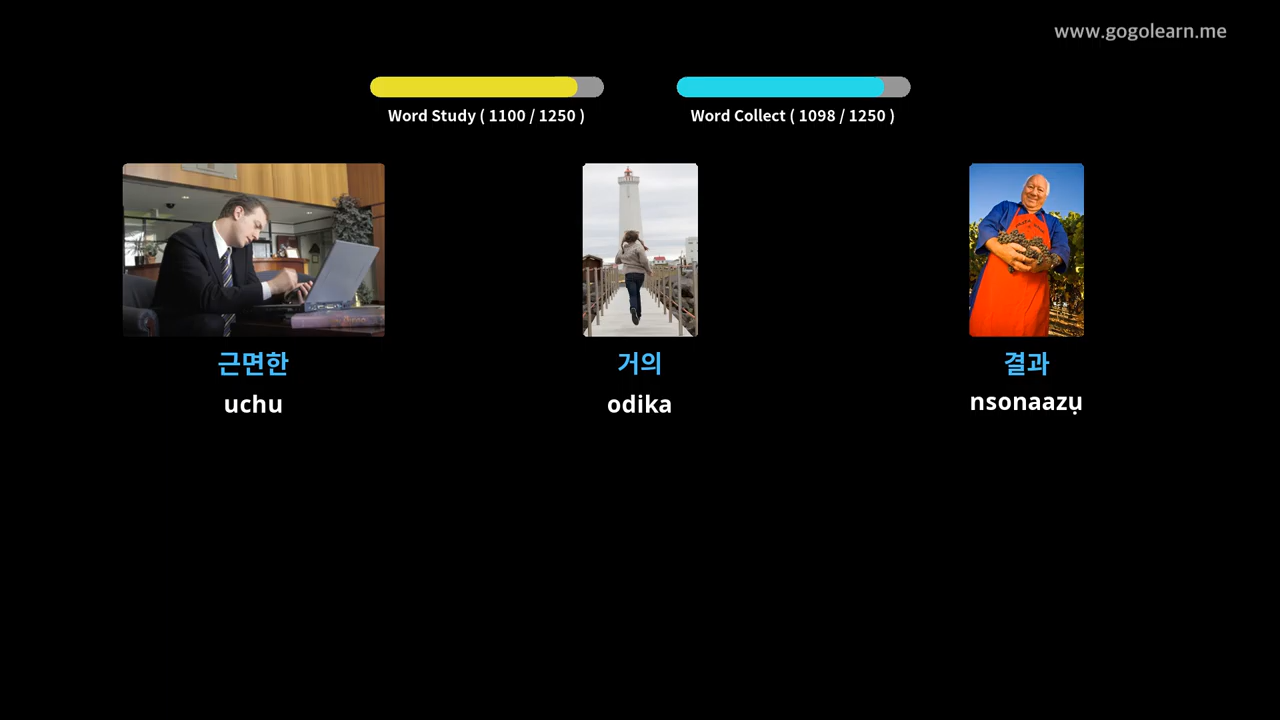 www.gogolearn.me
Word Study ( 1100 / 1250 )
Word Collect ( 1098 / 1250 )
근면한
거의
결과
uchu
odika
nsonaazụ